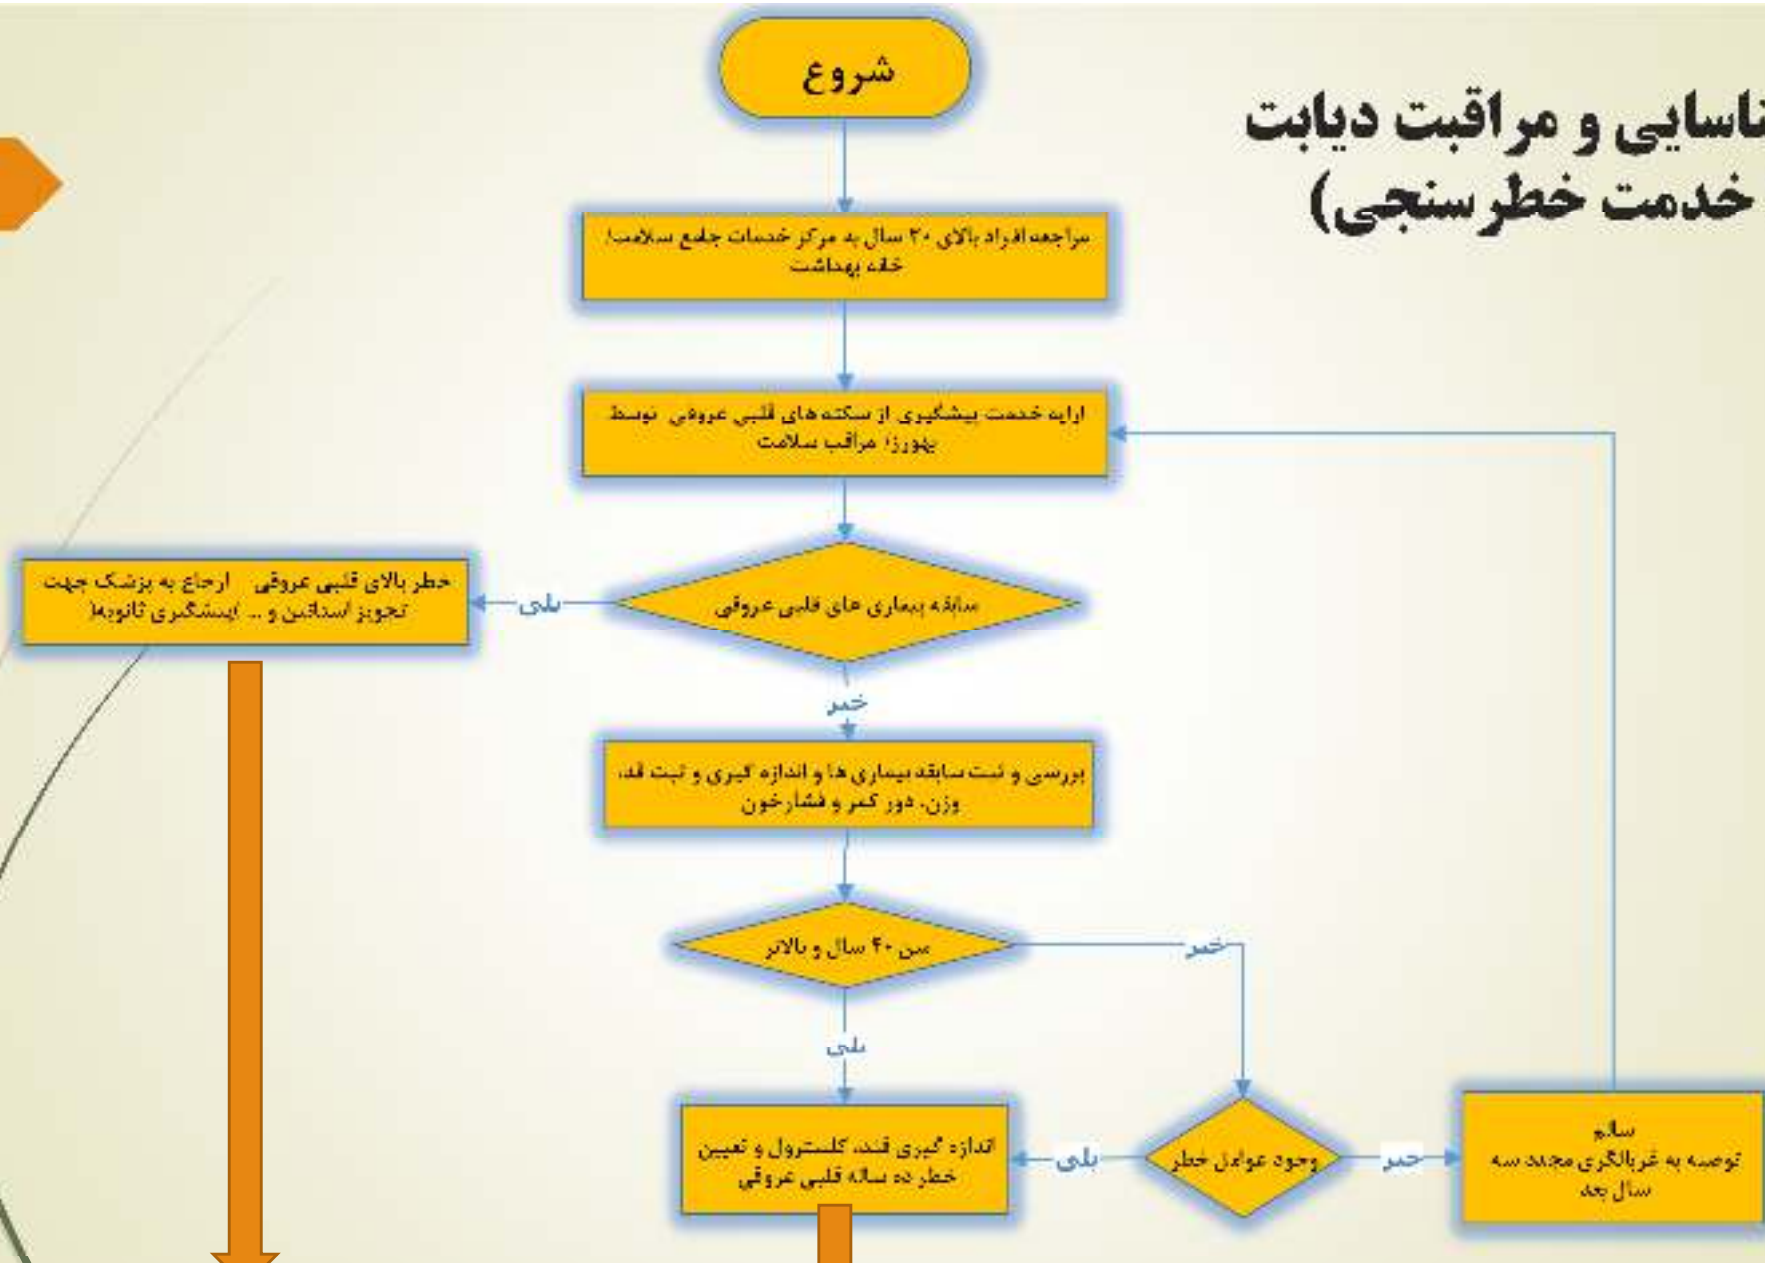 ناسایی و مراقبت دیابت
خدمت خطرسنجی)
شروع
مراجعه افراد بالای ۳۰ سال به مرکز خدمات جامع سلامت/
خانه بهداشت
ارایه خدمت پیشگیری از سکته های قلبی عروقی توسط
بهورز/ مراقب سلامت
سابقه بیماری های قلبی عروقی
بلی
خطر بالای قلبی عروقی ارجاع به پزشک جهت
تجویز استاتین و ... )پیشگیری ثانویه(
خیر
بررسی و ثبت سابقه بیماری ها و اندازه گیری و ثبت قد،
وزن، دور کمر و فشارخون
سن ۴۰ سال و بالاتر
خیر
بلی
اندازه گیری قند، کلسترول و تعیین
خطر ده ساله قلبی عروقی
بلی
وجود عوامل خطر
خیر
سالم
توصیه به غربالگری مجدد سه
سال بعد